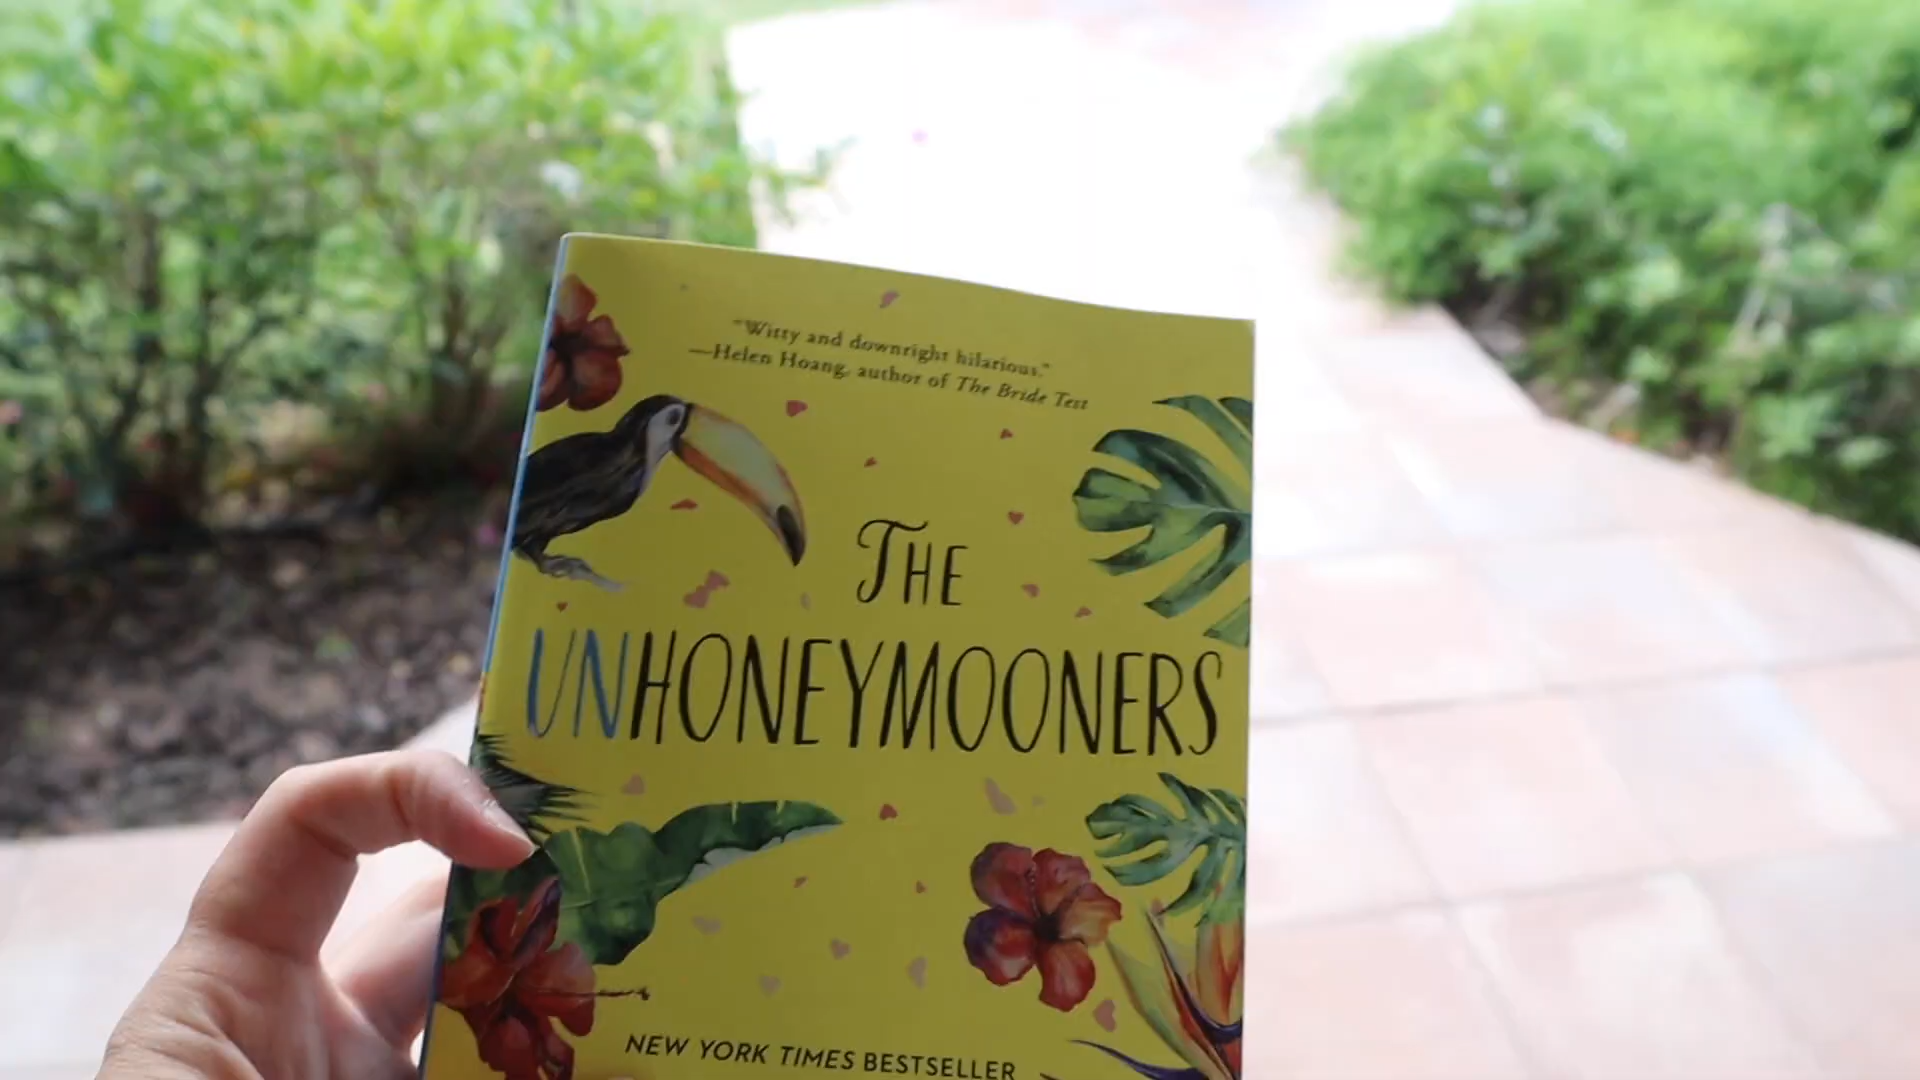 "Witty and downright hilarious."
—Helen Hoang, author of The Bride Test
THE
UNHONEYMOONERS
NEW YORK TIMES BESTSELLER